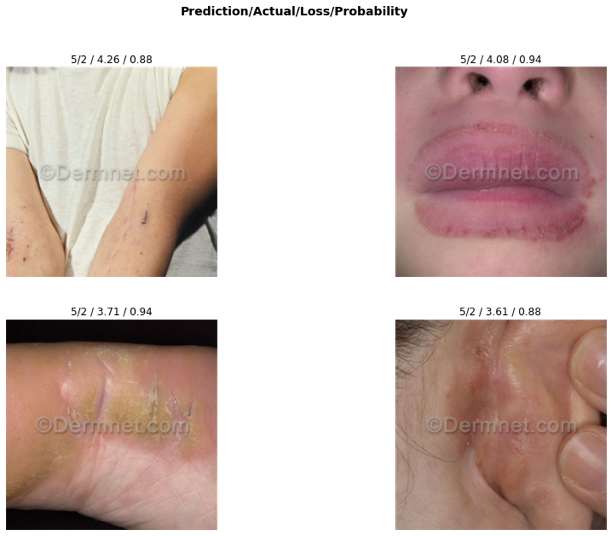 Prediction/Actual/Loss/Probability
5/2 / 4.26 / 0.88
5/2 / 4.08 / 0.94
©Dermnet.com
©Dermnet.com
5/2 / 3.71 / 0.94
5/2 / 3.61 / 0.88
©Dermnet.com
©Dermnet.com